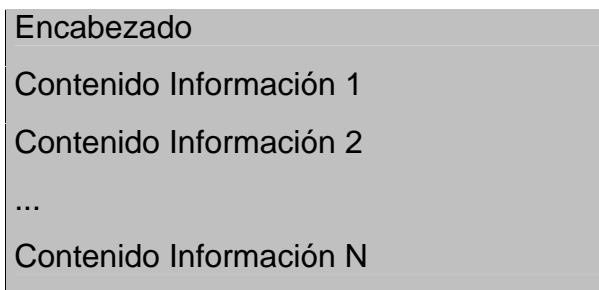 Encabezado
Contenido Información 1
Contenido Información 2
...
Contenido Información N